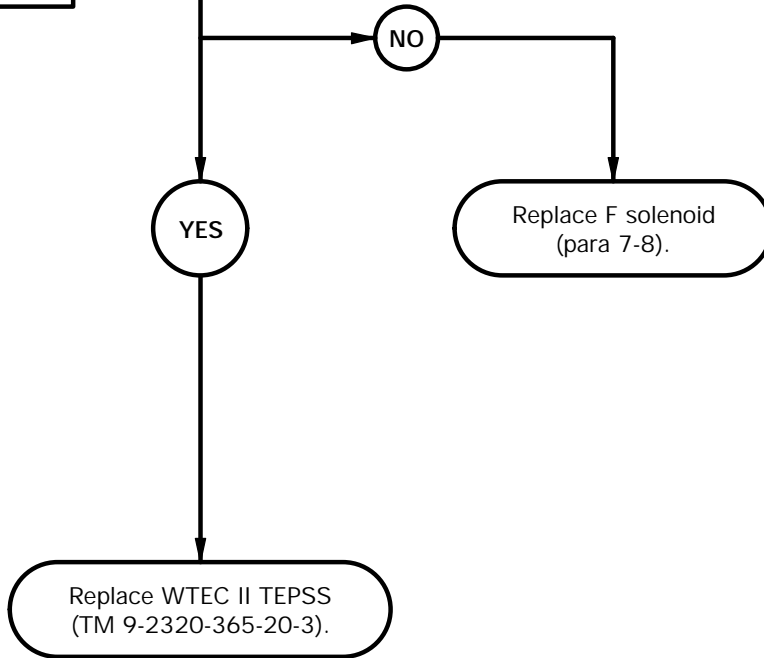 NO
YES
Replace F solenoid
(para 7-8).
Replace WTEC II TEPSS
(TM 9-2320-365-20-3).